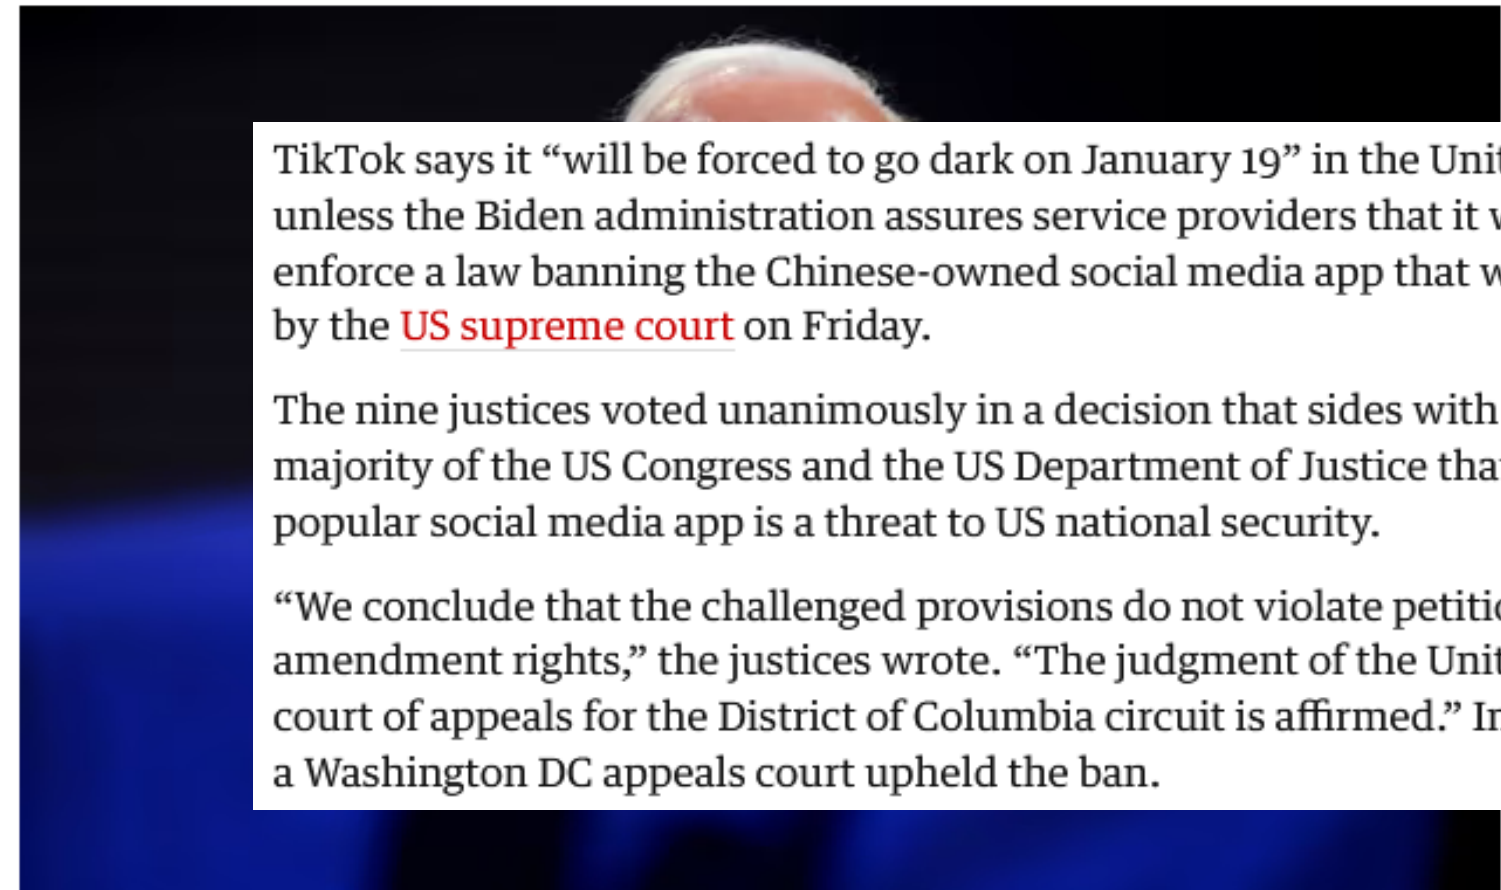 TikTok says it “will be forced to go dark on January 19” in the
unless the Biden administration assures service providers that it
enforce a law banning the Chinese-owned social media app that
by the US supreme court on Friday.
The nine justices voted unanimously in a decision that sides with
majority of the US Congress and the US Department of Justice
popular social media app is a threat to US national security.
“We conclude that the challenged provisions do not violate
amendment rights,” the justices wrote. “The judgment of the
court of appeals for the District of Columbia circuit is affirmed.”
a Washington DC appeals court upheld the ban.